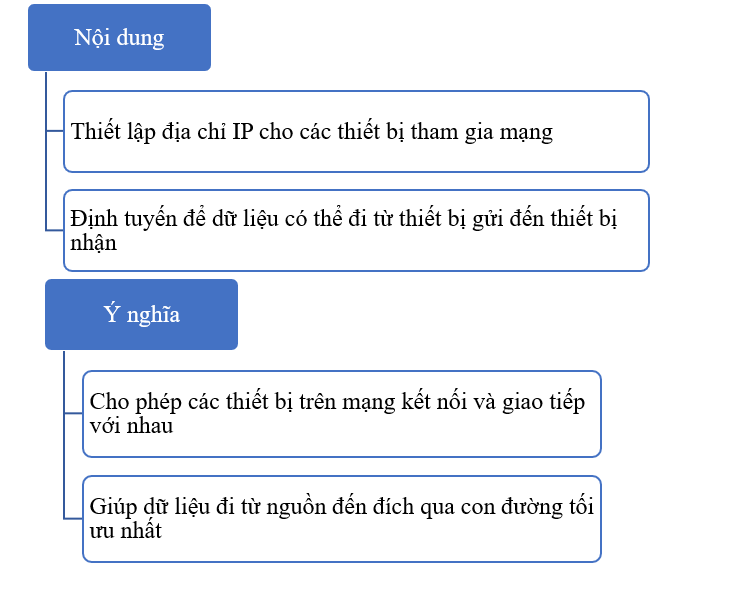 Nội dung
Thiết lập địa chỉ IP cho các thiết bị tham gia mạng
Định tuyến để dữ liệu có thể đi từ thiết bị gửi đến thiết bị
nhận
Ý nghĩa
Cho phép các thiết bị trên mạng kết nối và giao tiếp
với nhau
Giúp dữ liệu đi từ nguồn đến đích qua con đường tối
ưu nhất